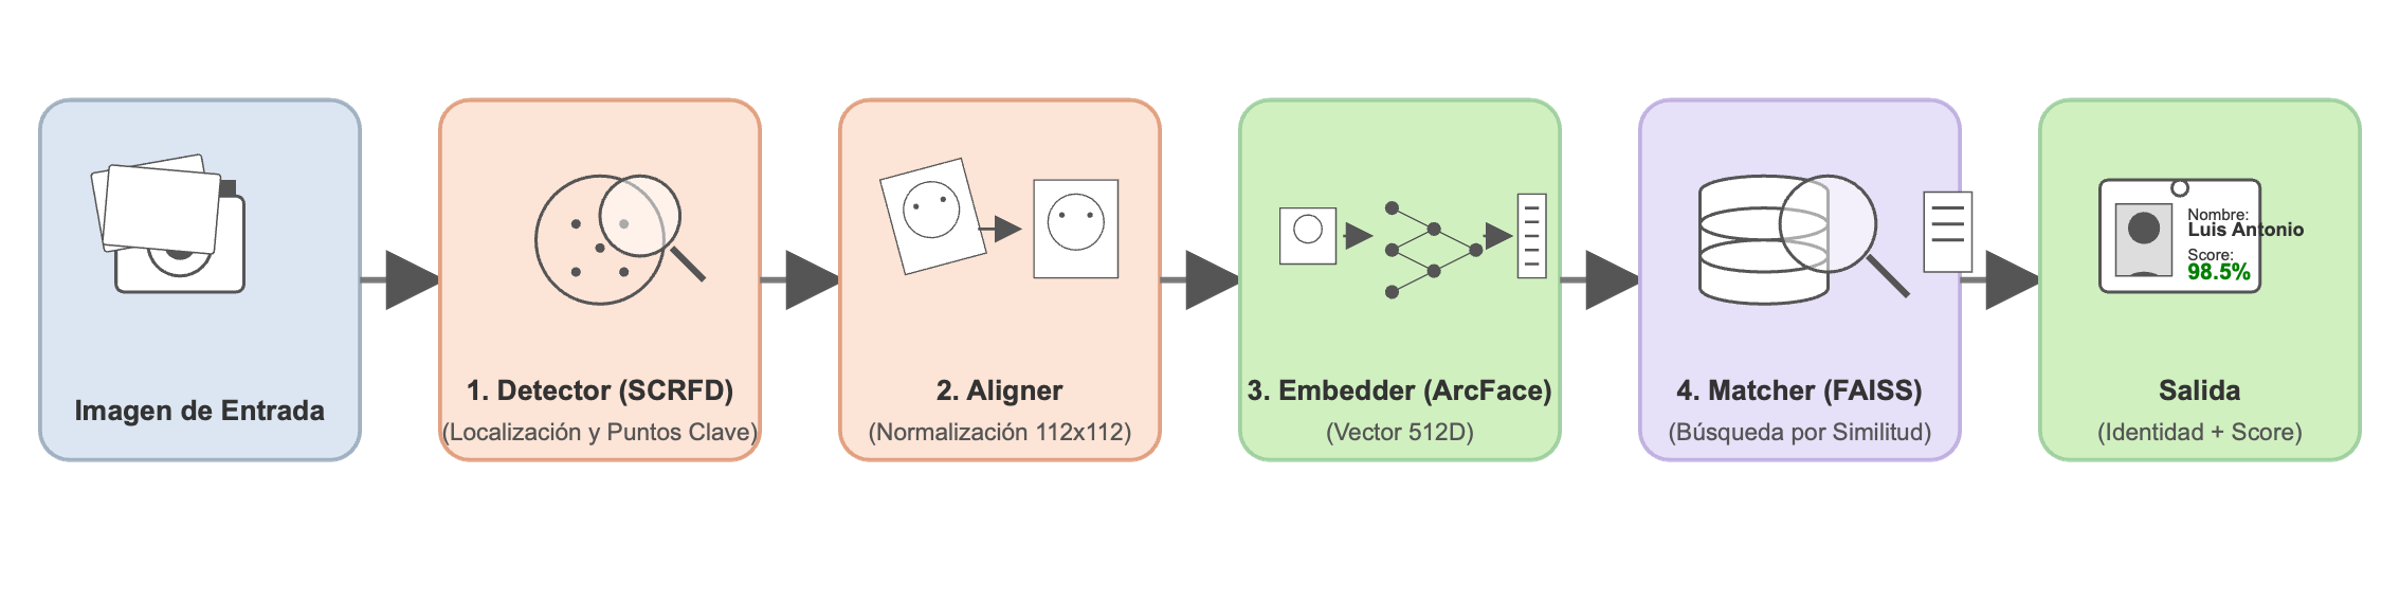 Imagen de Entrada
1. Detector (SCRFD)
(Localización y Puntos Clave)
2. Aligner
(Normalización 112x112)
3. Embedder (ArcFace)
(Vector 512D)
4. Matcher (FAISS)
(Búsqueda por Similitud)
Nombre:
Luis Antonio
Score:
98.5%
Salida
(Identidad + Score)